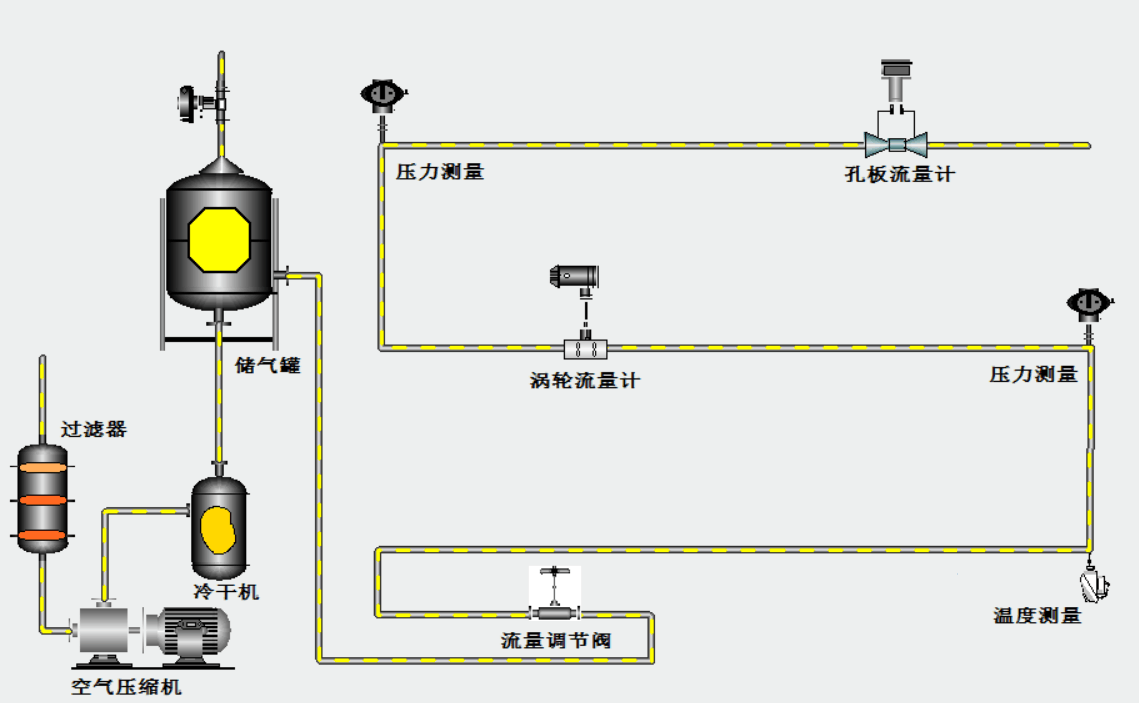 压力测量
孔板流量计
储气罐
涡轮流量计
压力测量
过滤器
冷干机
温度测量
流量调节阀
空气压缩机